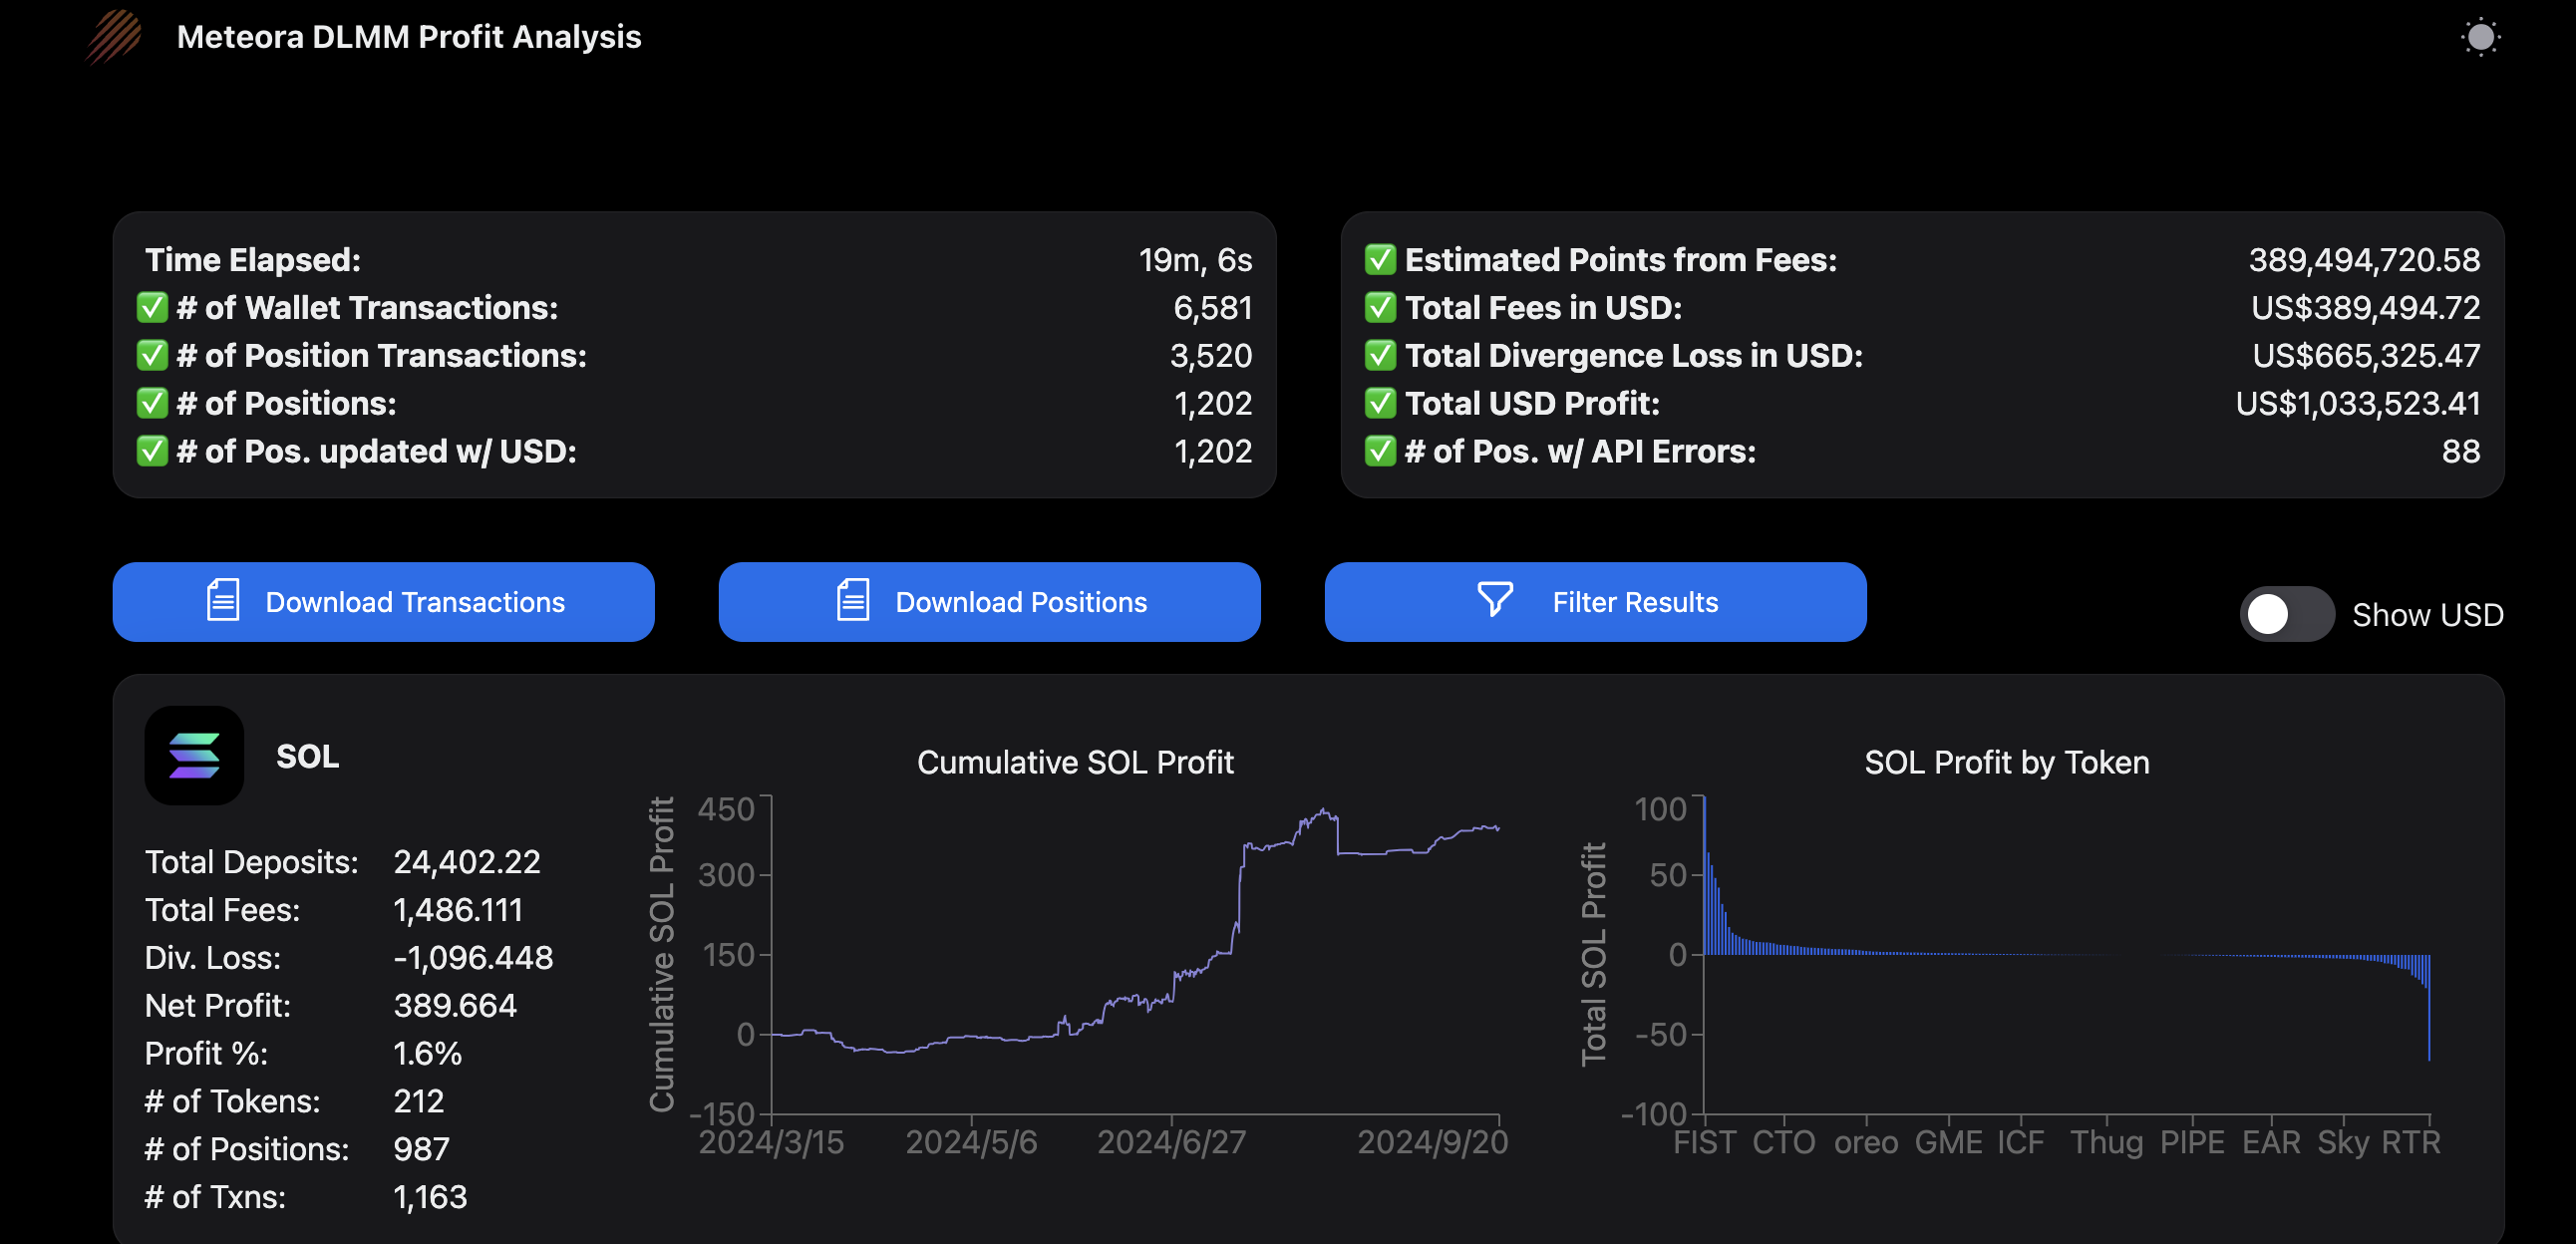 Meteora DLMM Profit Analysis
Time Elapsed: 19m, 6s
✅ # of Wallet Transactions: 6,581
✅ # of Position Transactions: 3,520
✅ # of Positions: 1,202
✅ # of Pos. updated w/ USD: 1,202
✅ Estimated Points from Fees: 389,494,720.58
✅ Total Fees in USD: US$389,494.72
✅ Total Divergence Loss in USD: US$665,325.47
✅ Total USD Profit: US$1,033,523.41
✅ # of Pos. w/ API Errors: 88
Download Transactions
Download Positions
Filter Results
Show USD
SOL
Total Deposits: 24,402.22
Total Fees: 1,486.111
Div. Loss: -1,096.448
Net Profit: 389.664
Profit %: 1.6%
# of Tokens: 212
# of Positions: 987
# of Txns: 1,163
Cumulative SOL Profit
Cumulative SOL Profit
450
300
150
0
-150
2024/3/15 2024/5/6 2024/6/27 2024/9/20
SOL Profit by Token
Total SOL Profit
100
50
0
-50
-100
FIST CTO oreo GME ICF Thug PIPE EAR Sky RTR